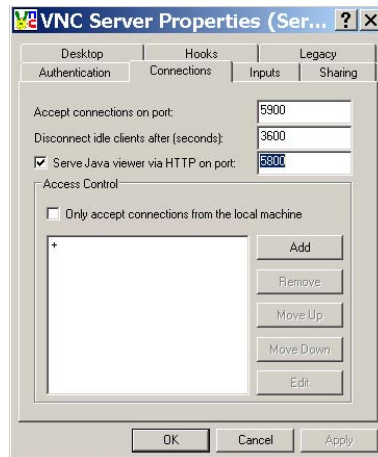 VNC Server Properties (Ser...
Desktop
Hooks
Legacy
Authentication
Connections
Inputs
Sharing
Accept connections on port:
5900
Disconnect idle clients after (seconds):
3600
Serve Java viewer via HTTP on port:
5800
Access Control
Only accept connections from the local machine
+
Add
Remove
Move Up
Move Down
Edit
OK
Cancel
Apply